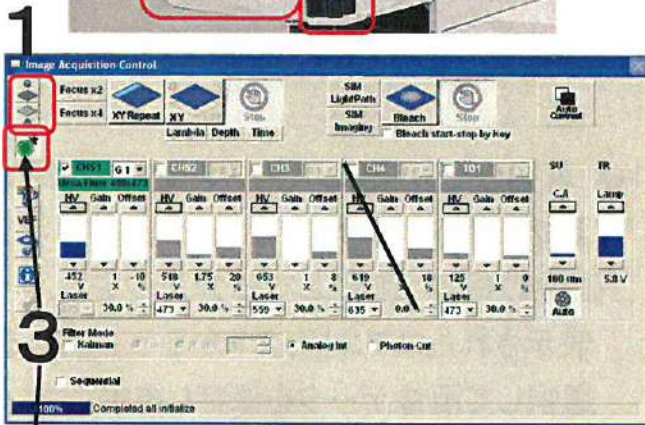 1
Image Acquisition Control
Focus x2
Focus x4
XY Repeat
XY
Stop
Lambda Depth Time
SIM LightPath
SIM Imaging
Bleach
Stop
Bleach start-stop by Key
Auto Contrast
CHS1 G1
CHS2
CH3
CH4
TD1
SU
TR
HV Gain Offset
HV Gain Offset
HV Gain Offset
HV Gain Offset
HV Gain Offset
C.A
Lamp
452 1 -10
V X %
518 1.75 20
V X %
653 1 8
V X %
619 18
V %
125 1 0
V X %
100 um
5.0 V
Laser
30.0 %
Laser
473 30.0 %
Laser
559 30.0 %
Laser
635 0.0
Laser
473 30.0 %
Auto
3
Filter Mode
Kalman
Analog Int
Photon Cnt
Sequential
100%
Completed all initialize